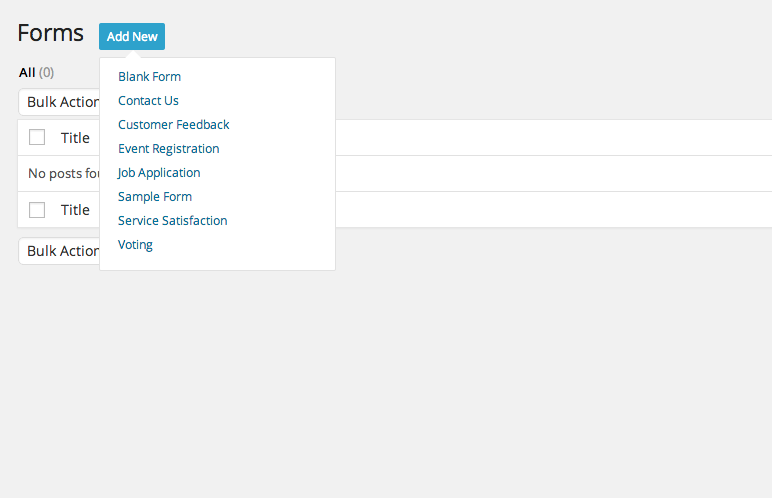 Forms Add New
All (0)
Blank Form
Contact Us
Bulk Action
Customer Feedback
Title
Event Registration
No posts
Job Application
Sample Form
Title
Service Satisfaction
Voting
Bulk Action